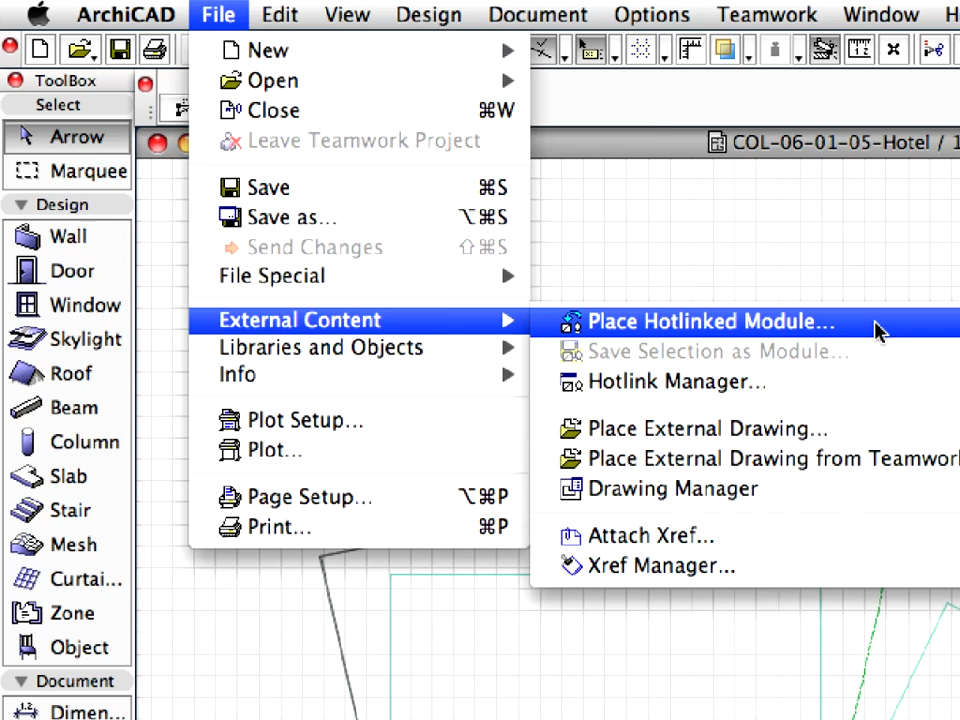 ArchiCAD File Edit View Design Document Options Teamwork Window H
ToolBox
Select
Arrow
Marquee
Design
Wall
Door
Window
Skylight
Roof
Beam
Column
Slab
Stair
Mesh
Curtai...
Zone
Object
Document
Dimen...
New
Open
Close ⌘W
Leave Teamwork Project
Save ⌘S
Save as... ⌥⌘S
Send Changes ⇧⌘S
File Special
External Content
Libraries and Objects
Info
Plot Setup...
Plot...
Page Setup... ⌥⌘P
Print... ⌘P
COL-06-01-05-Hotel / 1
Place Hotlinked Module...
Save Selection as Module...
Hotlink Manager...
Place External Drawing...
Place External Drawing from Teamwor
Drawing Manager
Attach Xref...
Xref Manager...